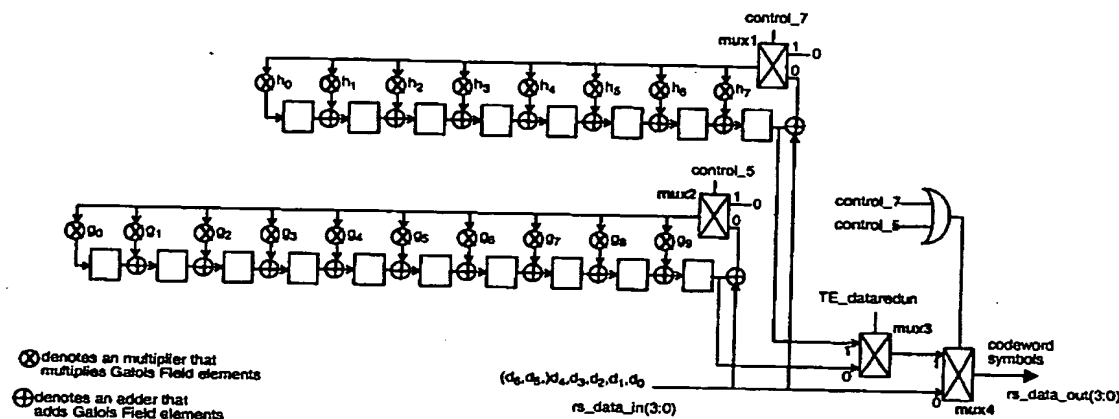 control_7
mux1
1
0
0
h0
h1
h2
h3
h4
h5
h6
h7
control_5
mux2
1
0
0
g0
g1
g2
g3
g4
g5
g6
g7
g8
g9
control_7
control_5
TE_dataredun
mux3
1
0
codeword
symbols
1
0
mux4
rs_data_out(3:0)
(d6,d5,)d4,d3,d2,d1,d0
rs_data_in(3:0)
⊗ denotes an multiplier that
multiplies Galois Field elements
⊕ denotes an adder that
adds Galois Field elements